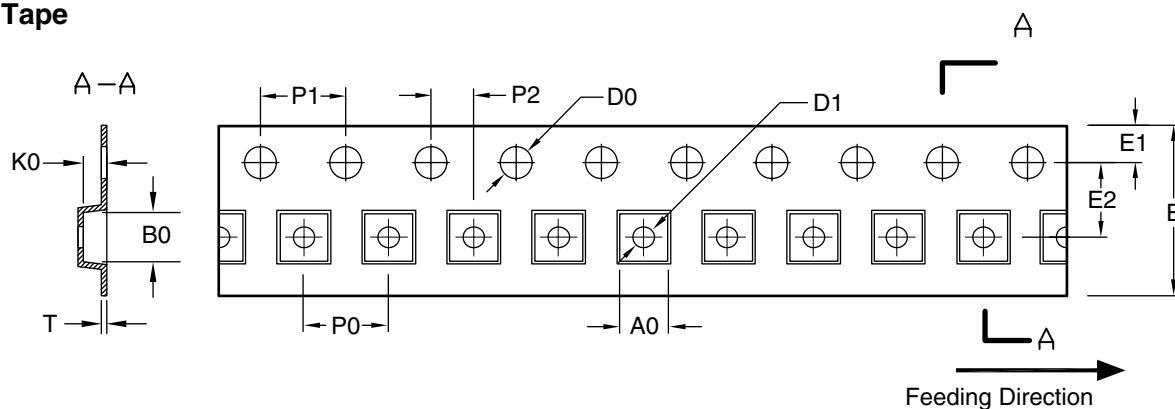 Tape
A
A – A
P1
P2
D0
D1
E1
K0
E2
E
B0
T
P0
A0
A
Feeding Direction